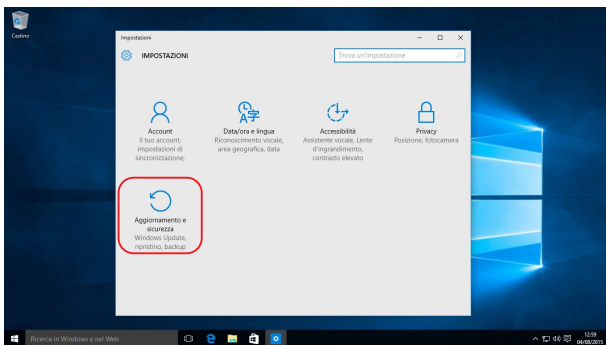 Cestino
Impostazioni
IMPOSTAZIONI
Trova un'impostazione
Account
Il tuo account,
impostazioni di
sincronizzazione,
Data/ora e lingua
Riconoscimento vocale,
area geografica, data
Accessibilità
Assistente vocale, Lente
d'ingrandimento,
contrasto elevato
Privacy
Posizione, fotocamera
Aggiornamento e
sicurezza
Windows Update,
ripristino, backup
Ricerca in Windows e nel Web
12:59
04/08/2015